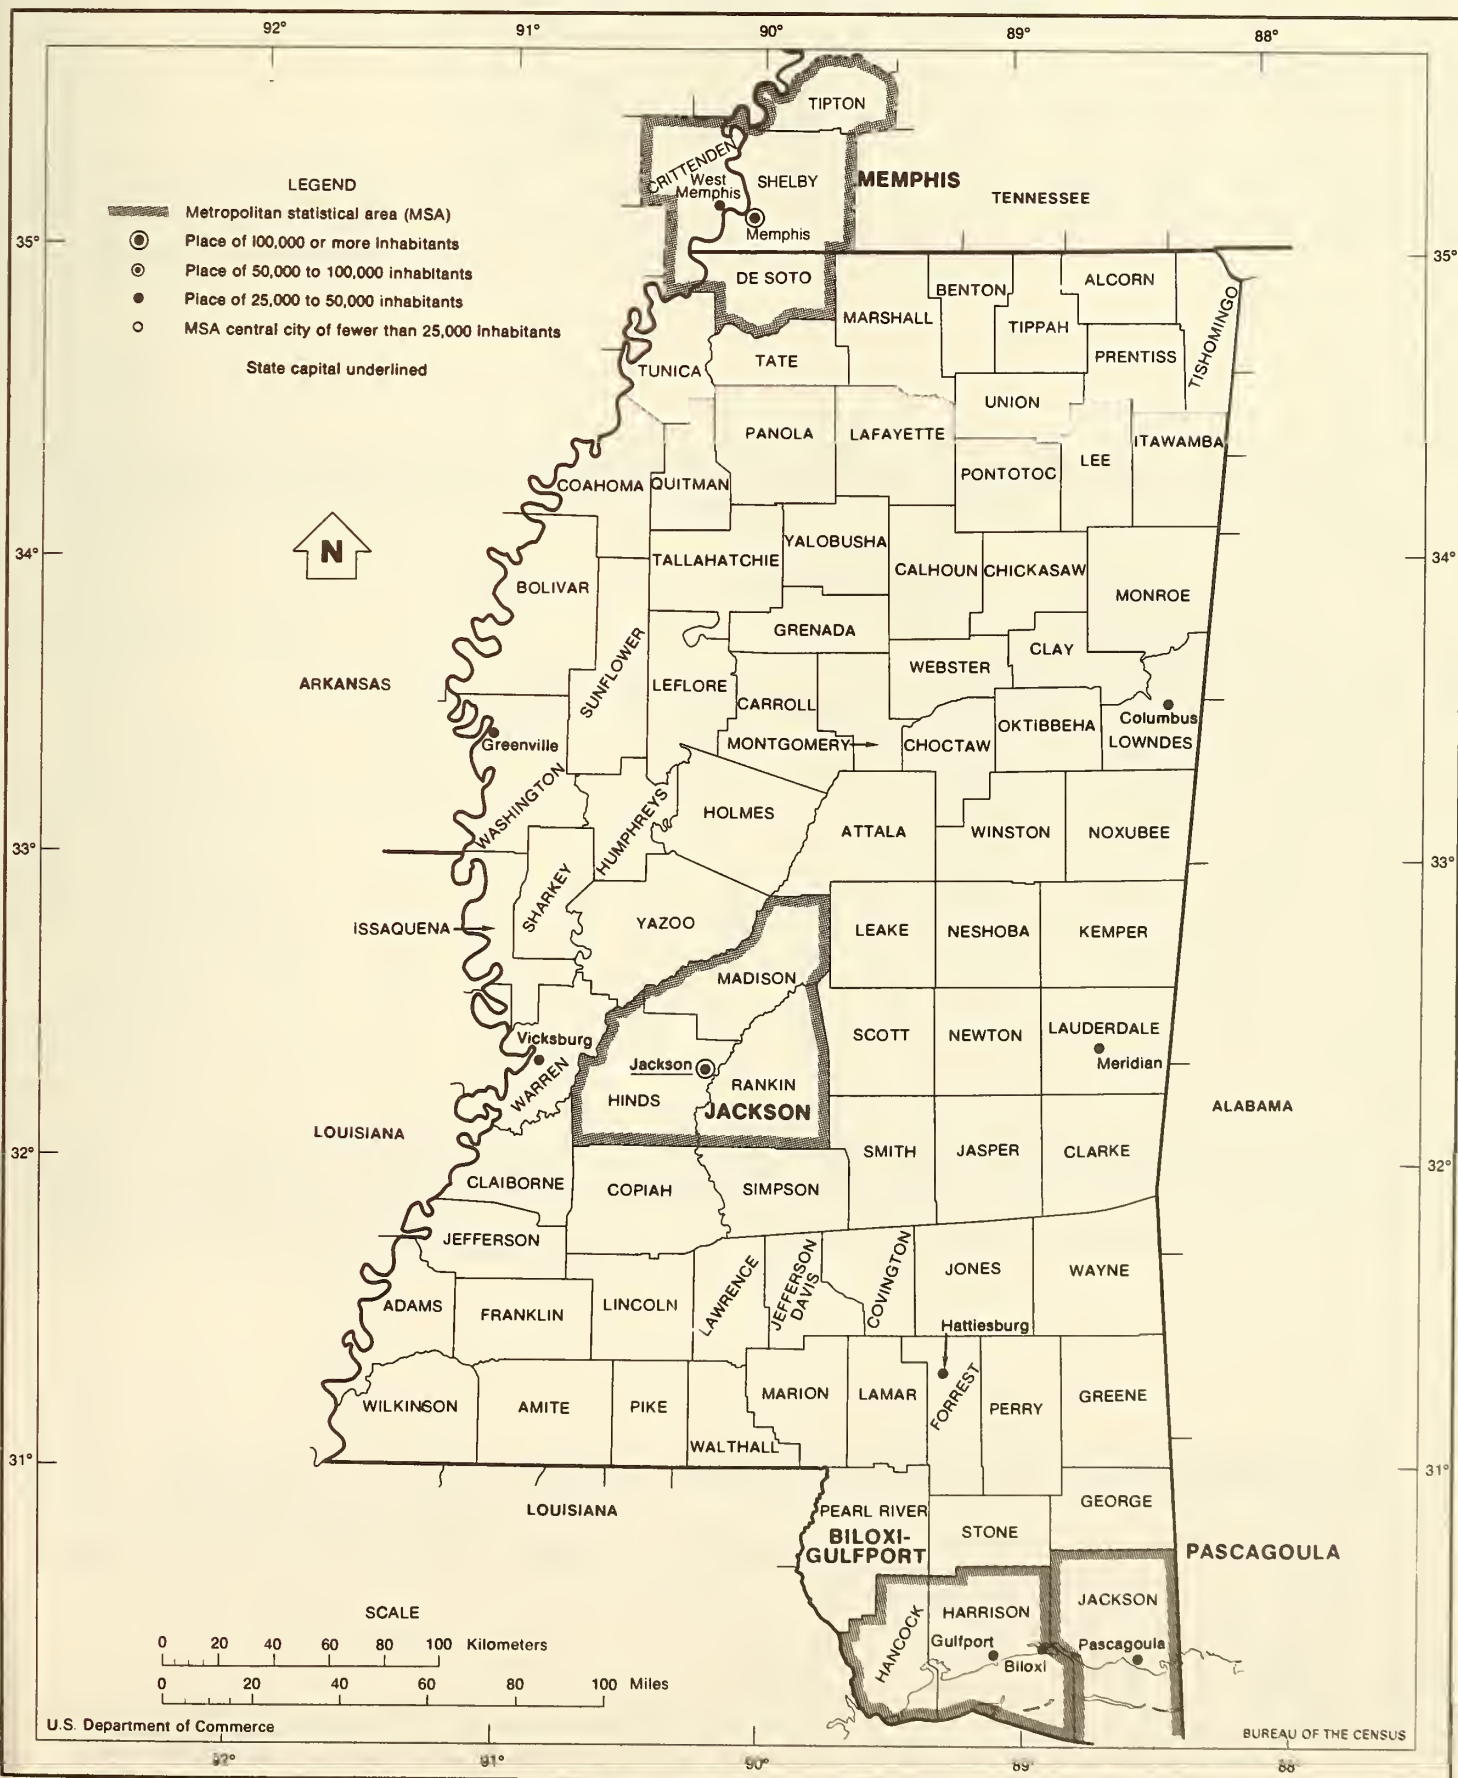 92° 91° 90° 89° 88°
TIPTON
CRITTENDEN
West
Memphis
SHELBY
MEMPHIS
Memphis
TENNESSEE
LEGEND
Metropolitan statistical area (MSA)
Place of 100,000 or more inhabitants
Place of 50,000 to 100,000 inhabitants
Place of 25,000 to 50,000 inhabitants
MSA central city of fewer than 25,000 inhabitants
State capital underlined
35° 35°
DE SOTO
MARSHALL
BENTON
ALCORN
TIPPAH
TISHOMINGO
PRENTISS
TUNICA
TATE
UNION
PANOLA
LAFAYETTE
ITAWAMBA
LEE
PONTOTOC
COAHOMA
QUITMAN
N
34° 34°
YALOBUSHA
TALLAHATCHIE
CALHOUN
CHICKASAW
BOLIVAR
MONROE
GRENADA
CLAY
SUNFLOWER
WEBSTER
ARKANSAS
LEFLORE
CARROLL
OKTIBBEHA
Columbus
LOWNDES
Greenville
MONTGOMERY
CHOCTAW
WASHINGTON
HUMPHREYS
HOLMES
ATTALA
WINSTON
NOXUBEE
33° 33°
SHARKEY
ISSAQUENA
YAZOO
LEAKE
NESHOBA
KEMPER
MADISON
SCOTT
NEWTON
LAUDERDALE
Meridian
Vicksburg
WARREN
Jackson
HINDS
RANKIN
JACKSON
ALABAMA
LOUISIANA
32° 32°
SMITH
JASPER
CLARKE
CLAIBORNE
COPIAH
SIMPSON
JEFFERSON
LAWRENCE
JEFFERSON
DAVIS
COVINGTON
JONES
WAYNE
ADAMS
FRANKLIN
LINCOLN
Hattiesburg
WILKINSON
AMITE
PIKE
WALTHALL
MARION
LAMAR
FORREST
PERRY
GREENE
31° 31°
LOUISIANA
PEARL RIVER
GEORGE
STONE
BILOXI-
GULFPORT
PASCAGOULA
JACKSON
HARRISON
HANCOCK
Gulfport
Biloxi
Pascagoula
SCALE
0 20 40 60 80 100 Kilometers
0 20 40 60 80 100 Miles
U.S. Department of Commerce
BUREAU OF THE CENSUS
92° 91° 90° 89° 88°